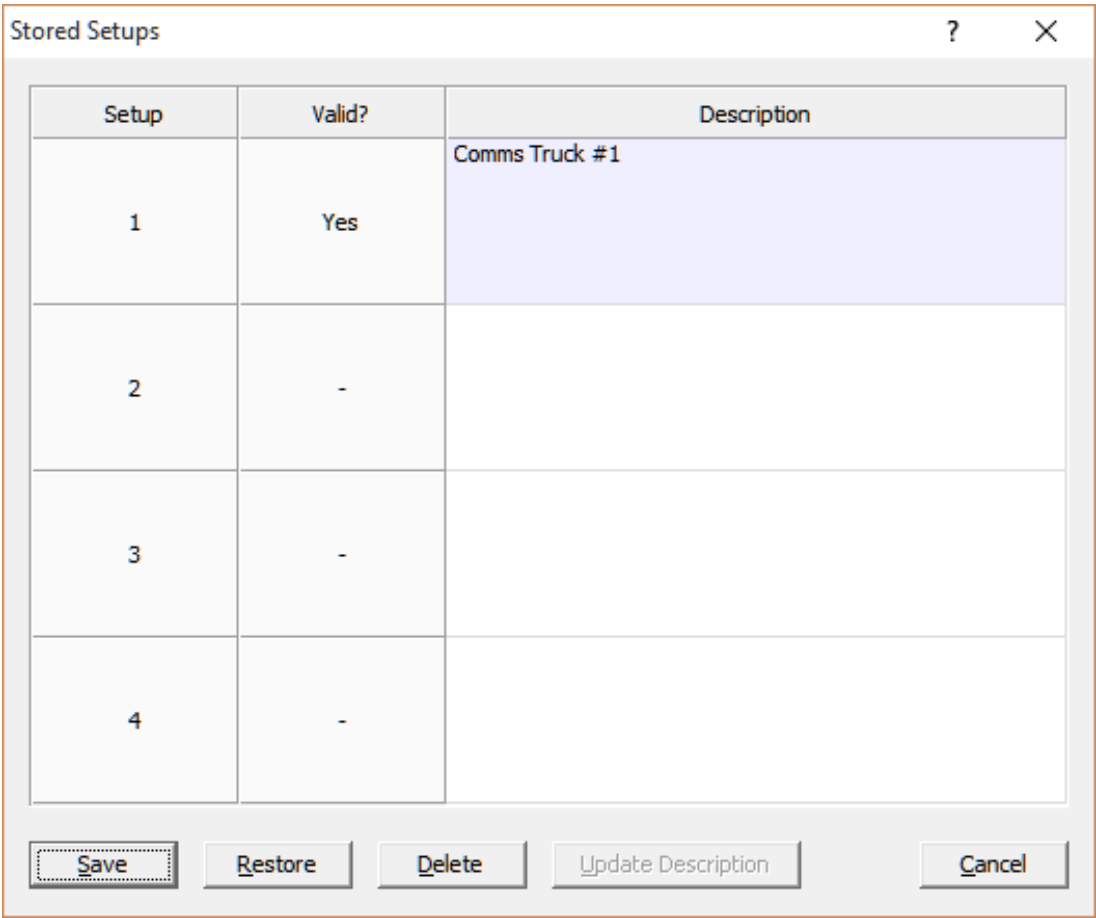 Stored Setups ?
Setup Valid? Description
1 Yes Comms Truck #1
2 -
3 -
4 -
Save Restore Delete Update Description Cancel